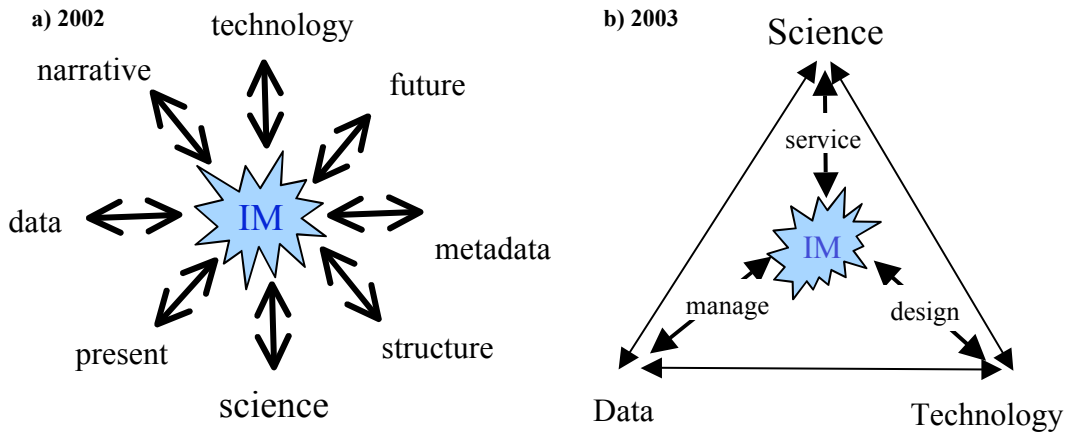 a) 2002
technology
narrative
future
IM
data
metadata
present
structure
science
b) 2003
Science
service
IM
manage
design
Data
Technology